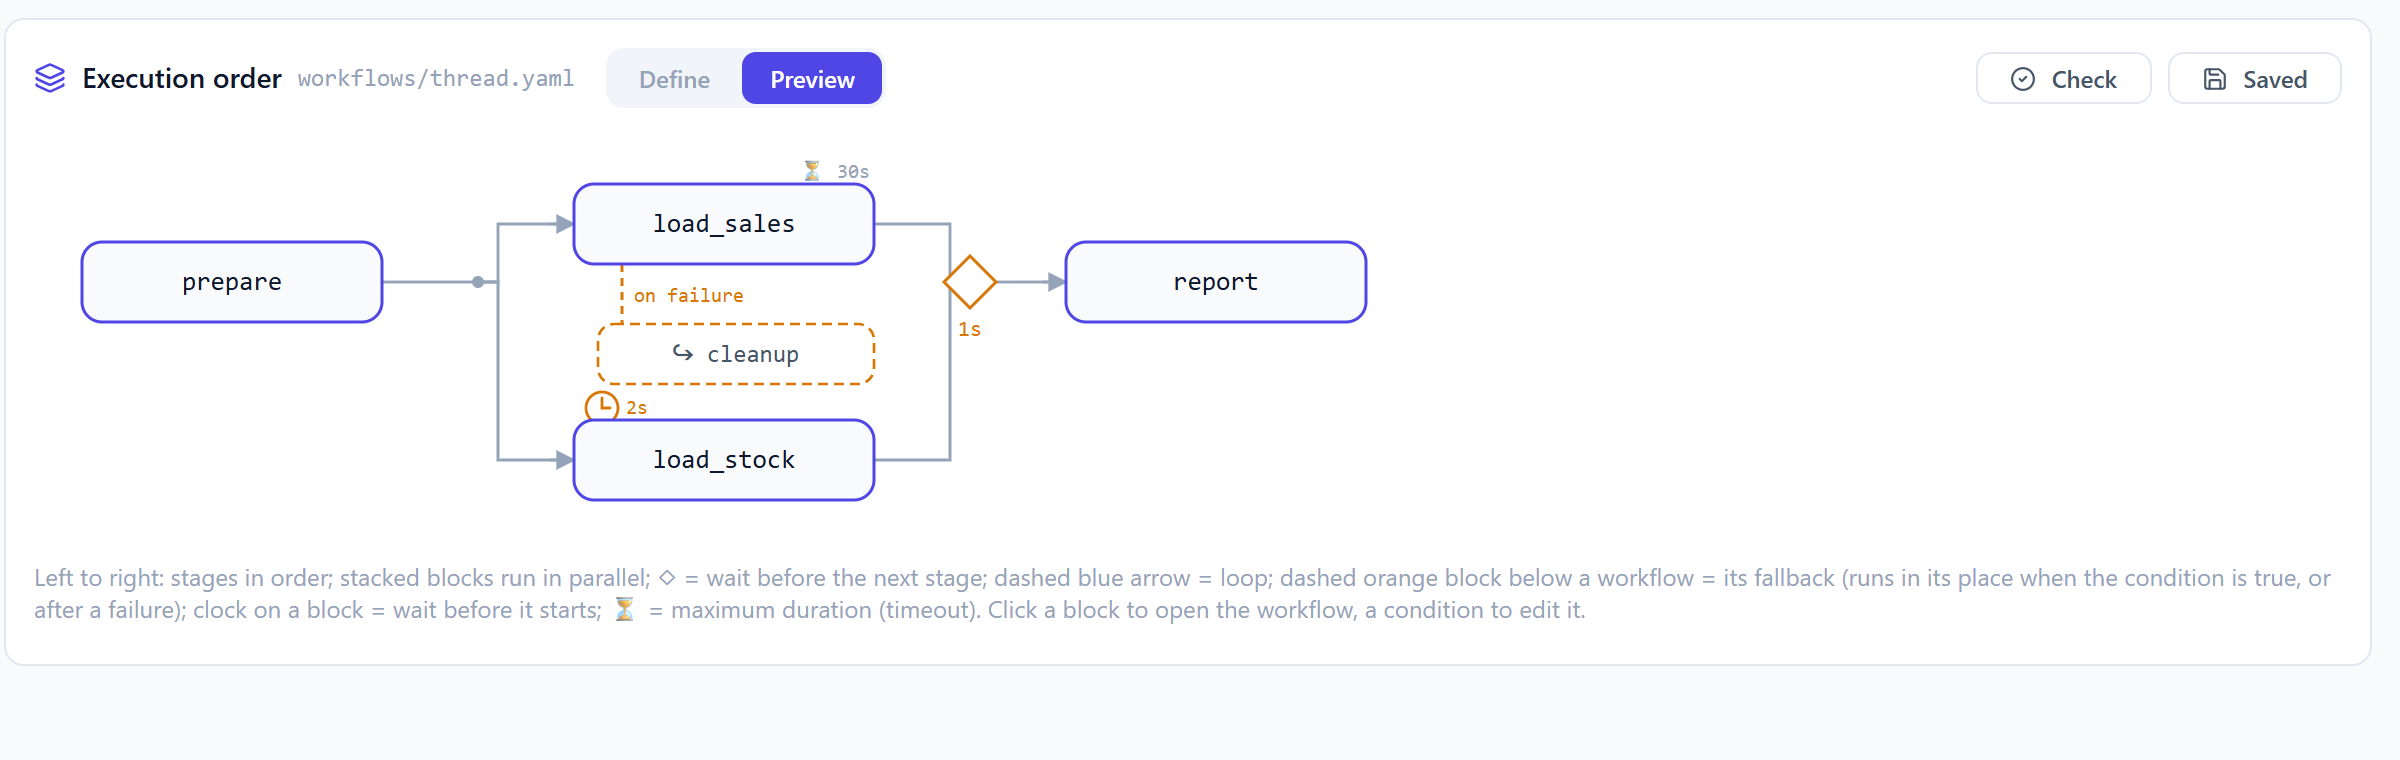 Execution order workflows/thread.yaml Define Preview Check Saved
⏳ 30s
load_sales
prepare
on failure
report
1s
↪ cleanup
2s
load_stock
Left to right: stages in order; stacked blocks run in parallel; ◇ = wait before the next stage; dashed blue arrow = loop; dashed orange block below a workflow = its fallback (runs in its place when the condition is true, or
after a failure); clock on a block = wait before it starts; ⏳ = maximum duration (timeout). Click a block to open the workflow, a condition to edit it.